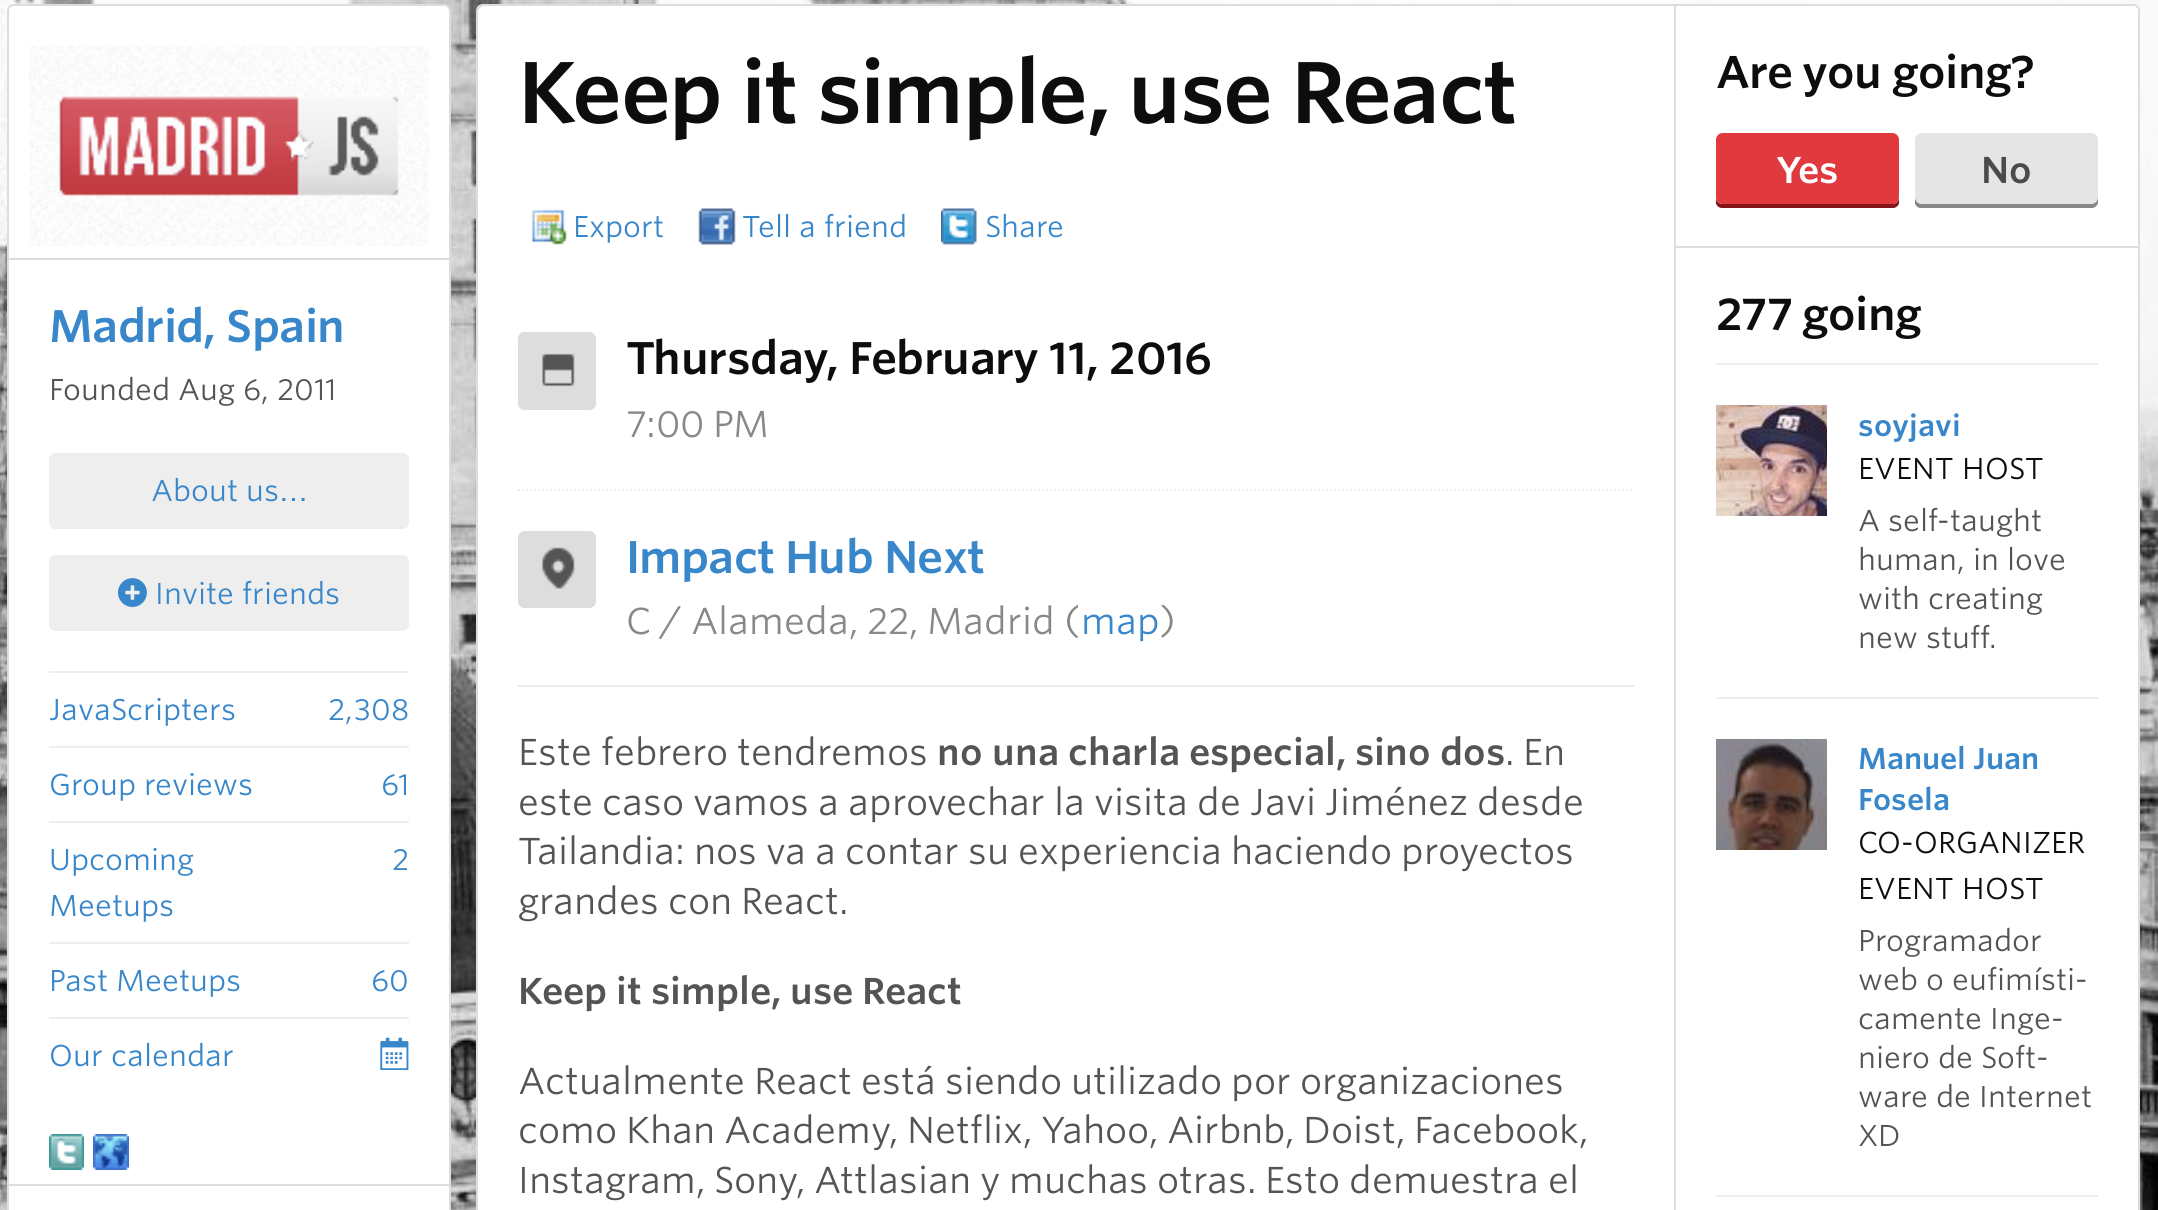 MADRID JS
Madrid, Spain
Founded Aug 6, 2011
About us...
Invite friends
JavaScripters 2,308
Group reviews 61
Upcoming 2
Meetups
Past Meetups 60
Our calendar
Keep it simple, use React
Export Tell a friend Share
Thursday, February 11, 2016
7:00 PM
Impact Hub Next
C / Alameda, 22, Madrid (map)
Este febrero tendremos no una charla especial, sino dos. En
este caso vamos a aprovechar la visita de Javi Jiménez desde
Tailandia: nos va a contar su experiencia haciendo proyectos
grandes con React.
Keep it simple, use React
Actualmente React está siendo utilizado por organizaciones
como Khan Academy, Netflix, Yahoo, Airbnb, Doist, Facebook,
Instagram, Sony, Attlasian y muchas otras. Esto demuestra el
Are you going?
Yes No
277 going
soyjavi
EVENT HOST
A self-taught
human, in love
with creating
new stuff.
Manuel Juan
Fosela
CO-ORGANIZER
EVENT HOST
Programador
web o eufimísti-
camente Inge-
niero de Soft-
ware de Internet
XD